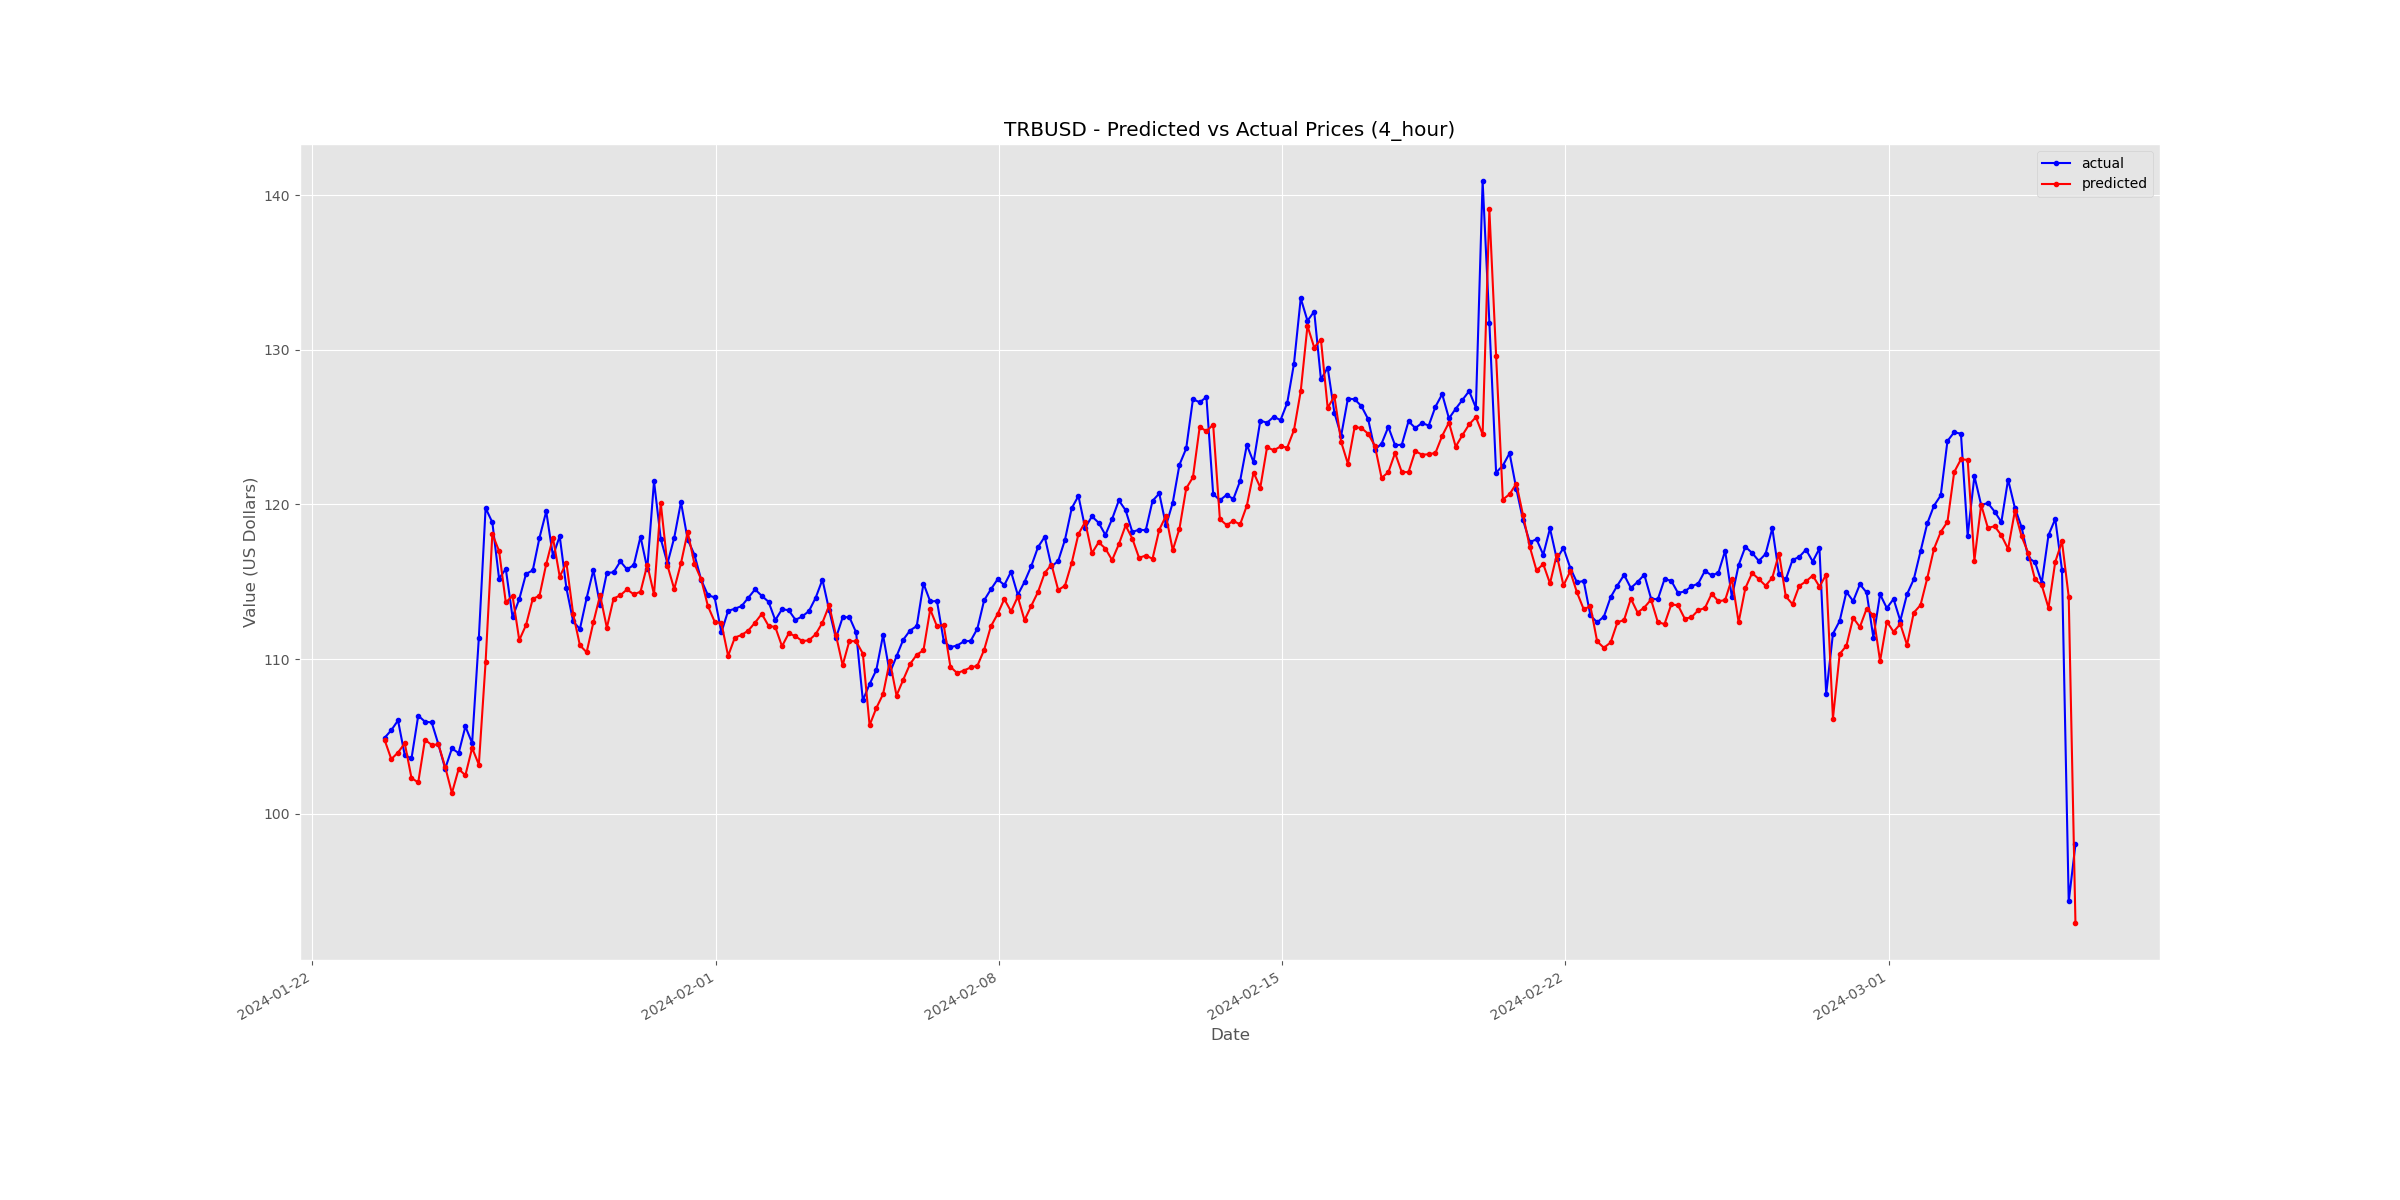 TRBUSD - Predicted vs Actual Prices (4_hour)
actual
predicted
140
130
120
110
100
Value (US Dollars)
2024-01-22
2024-02-01
2024-02-08
2024-02-15
2024-02-22
2024-03-01
Date